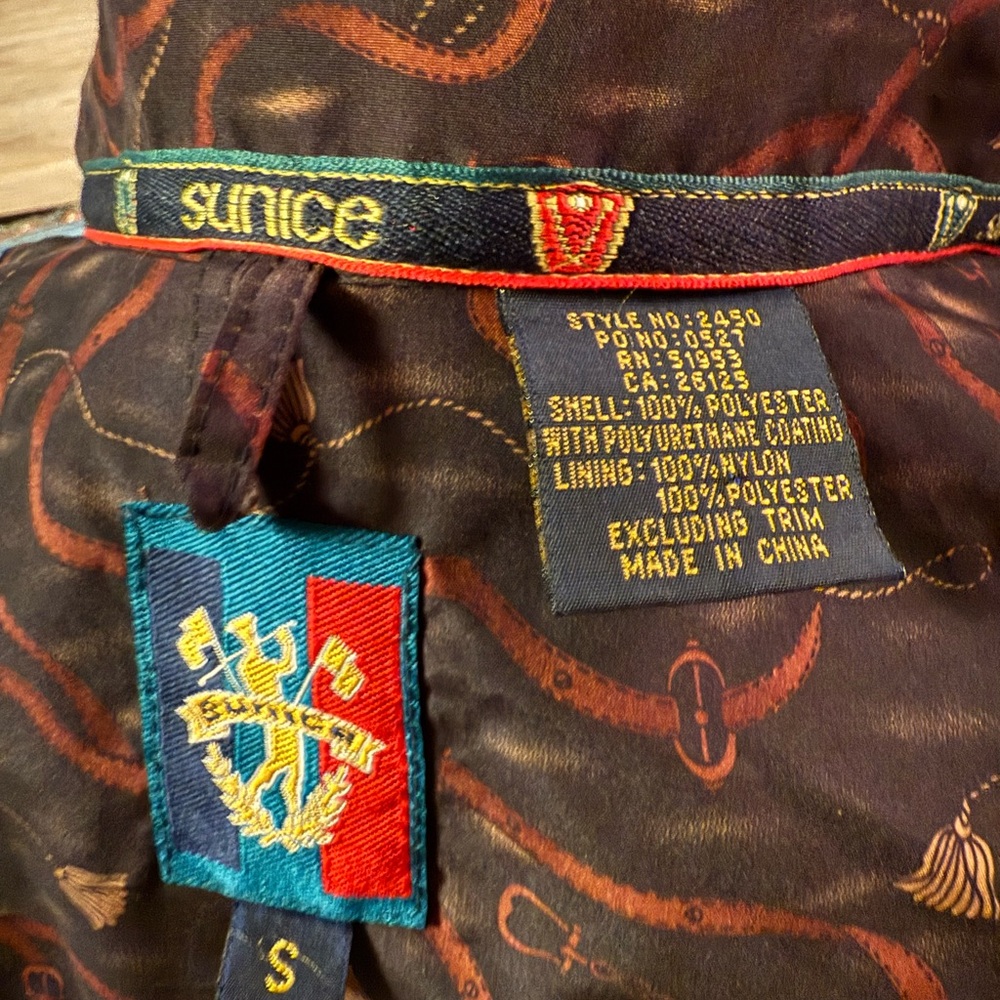 sunice
STYLE NO:2450
PO NO:0527
RN:51953
CA:26125
SHELL:100% POLYESTER
WITH POLYURETHANE COATING
LINING:100% NYLON
100% POLYESTER
EXCLUDING TRIM
MADE IN CHINA
Sunice
S